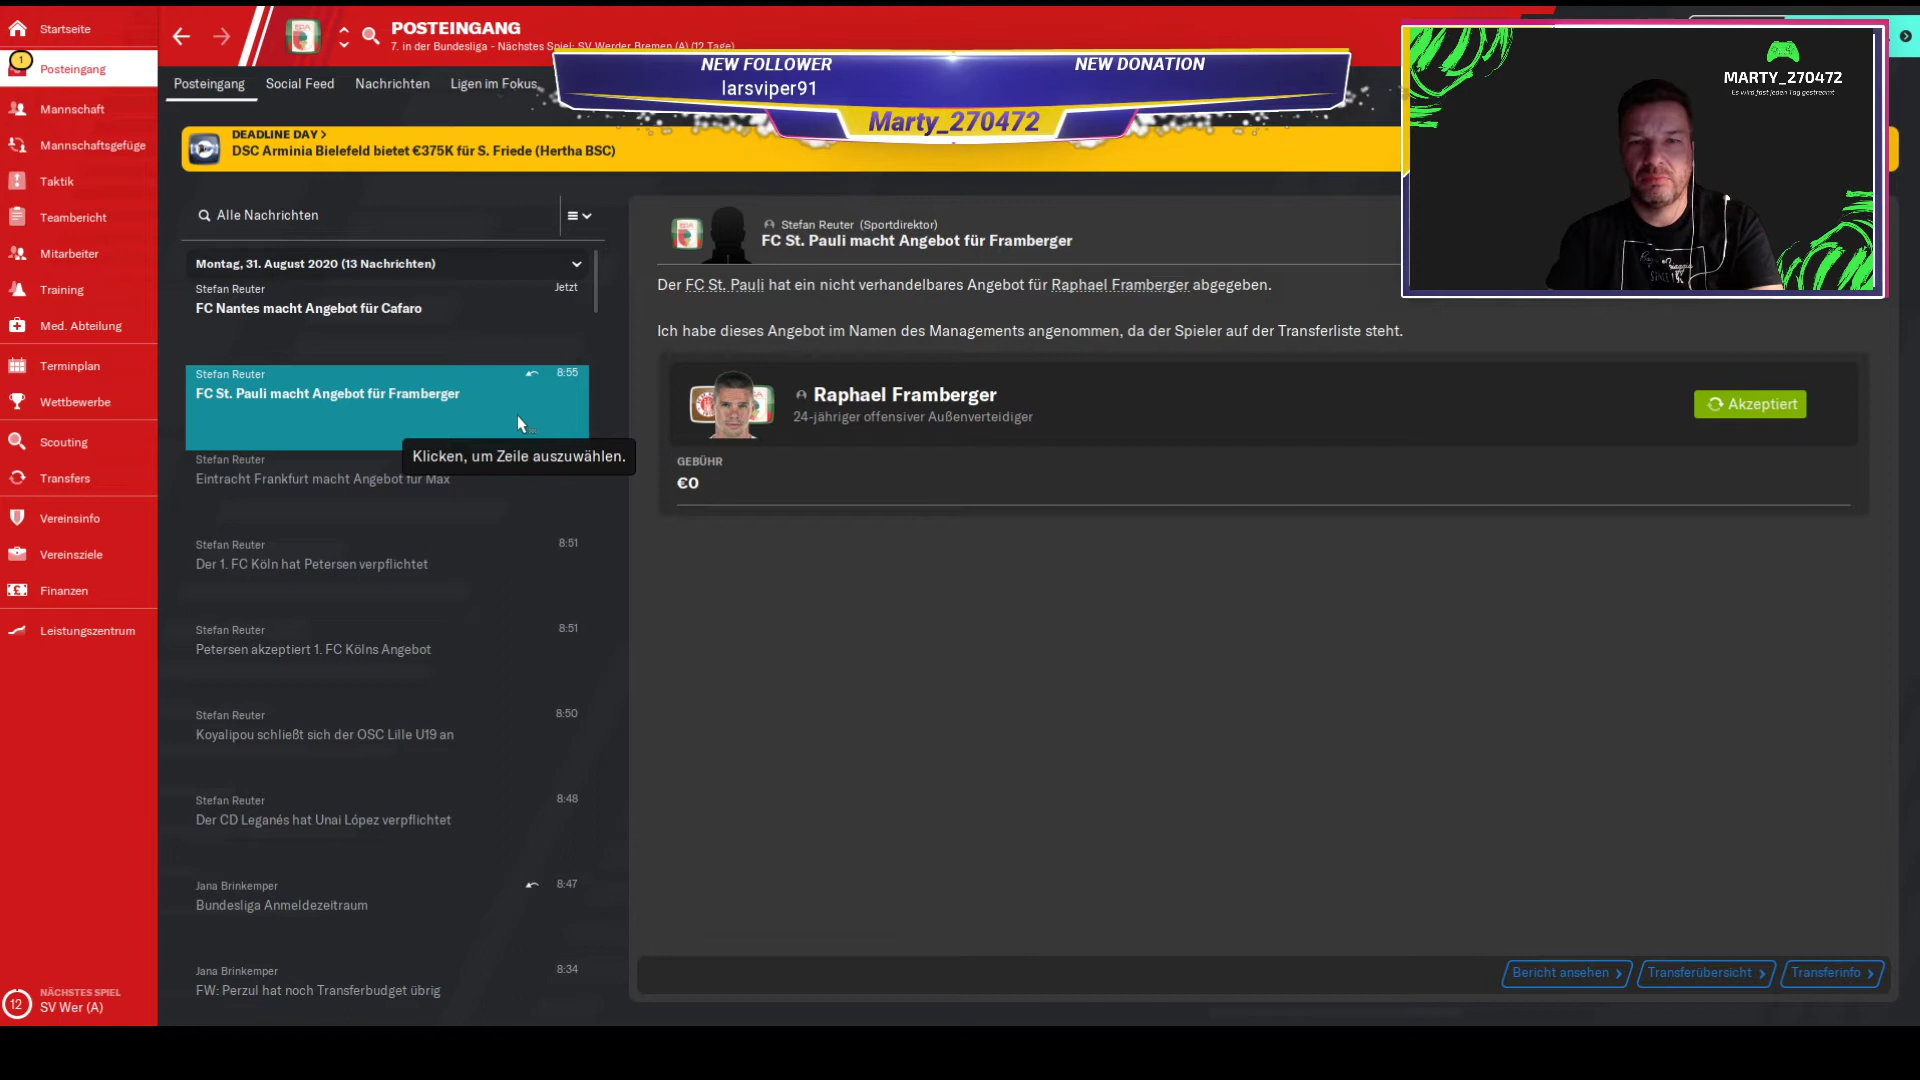 Startseite
1
Posteingang
Mannschaft
Mannschaftsgefüge
Taktik
Teambericht
Mitarbeiter
Training
Med. Abteilung
Terminplan
Wettbewerbe
Scouting
Transfers
Vereinsinfo
Vereinsziele
Finanzen
Leistungszentrum
12
NÄCHSTES SPIEL
SV Wer (A)
POSTEINGANG
7. in der Bundesliga - Nächstes Spiel: SV Werder Bremen (A) (12 Tage)
Posteingang
Social Feed
Nachrichten
Ligen im Fokus
NEW FOLLOWER
larsviper91
NEW DONATION
Marty_270472
MARTY_270472
Es wird fast jeden Tag gestreamt
DEADLINE DAY >
DSC Arminia Bielefeld bietet €375K für S. Friede (Hertha BSC)
Alle Nachrichten
Montag, 31. August 2020 (13 Nachrichten)
Stefan Reuter
Jetzt
FC Nantes macht Angebot für Cafaro
Stefan Reuter
8:55
FC St. Pauli macht Angebot für Framberger
Klicken, um Zeile auszuwählen.
Stefan Reuter
Eintracht Frankfurt macht Angebot für Max
Stefan Reuter
8:51
Der 1. FC Köln hat Petersen verpflichtet
Stefan Reuter
8:51
Petersen akzeptiert 1. FC Kölns Angebot
Stefan Reuter
8:50
Koyalipou schließt sich der OSC Lille U19 an
Stefan Reuter
8:48
Der CD Leganés hat Unai López verpflichtet
Jana Brinkemper
8:47
Bundesliga Anmeldezeitraum
Jana Brinkemper
8:34
FW: Perzul hat noch Transferbudget übrig
Stefan Reuter (Sportdirektor)
FC St. Pauli macht Angebot für Framberger
Der FC St. Pauli hat ein nicht verhandelbares Angebot für Raphael Framberger abgegeben.
Ich habe dieses Angebot im Namen des Managements angenommen, da der Spieler auf der Transferliste steht.
Raphael Framberger
24-jähriger offensiver Außenverteidiger
Akzeptiert
GEBÜHR
€0
Bericht ansehen >
Transferübersicht >
Transferinfo >